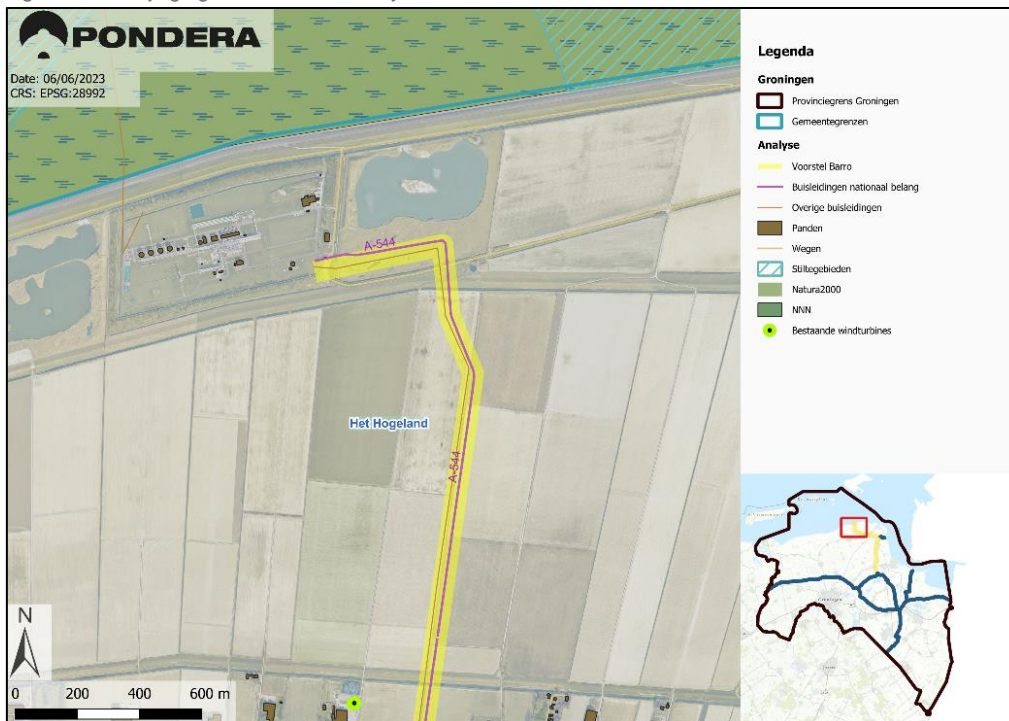 PONDERA
Date: 06/06/2023
CRS: EPSG:28992
A-544
Het Hogeland
A-544
N
0 200 400 600 m
Legenda
Groningen
Provinciegrens Groningen
Gemeentegrenzen
Analyse
Voorstel Barro
Buisleidingen nationaal belang
Overige buisleidingen
Panden
Wegen
Stiltegebieden
Natura2000
NNN
Bestaande windturbines